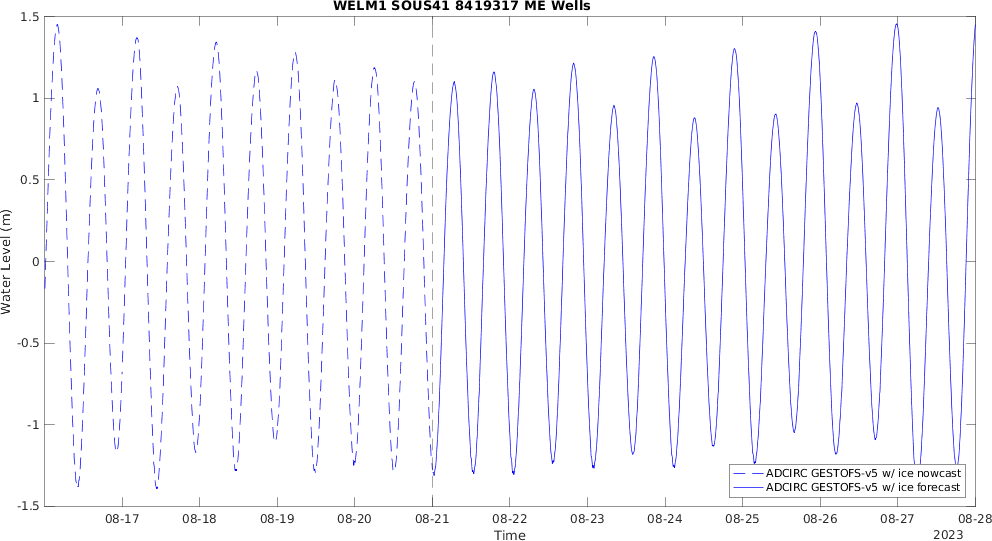 WELM1 SOUS41 8419317 ME Wells
1.5
1
0.5
0
-0.5
-1
-1.5
Water Level (m)
ADCIRC GESTOFS-v5 w/ ice nowcast
ADCIRC GESTOFS-v5 w/ ice forecast
08-17 08-18 08-19 08-20 08-21 08-22 08-23 08-24 08-25 08-26 08-27 08-28
Time 2023